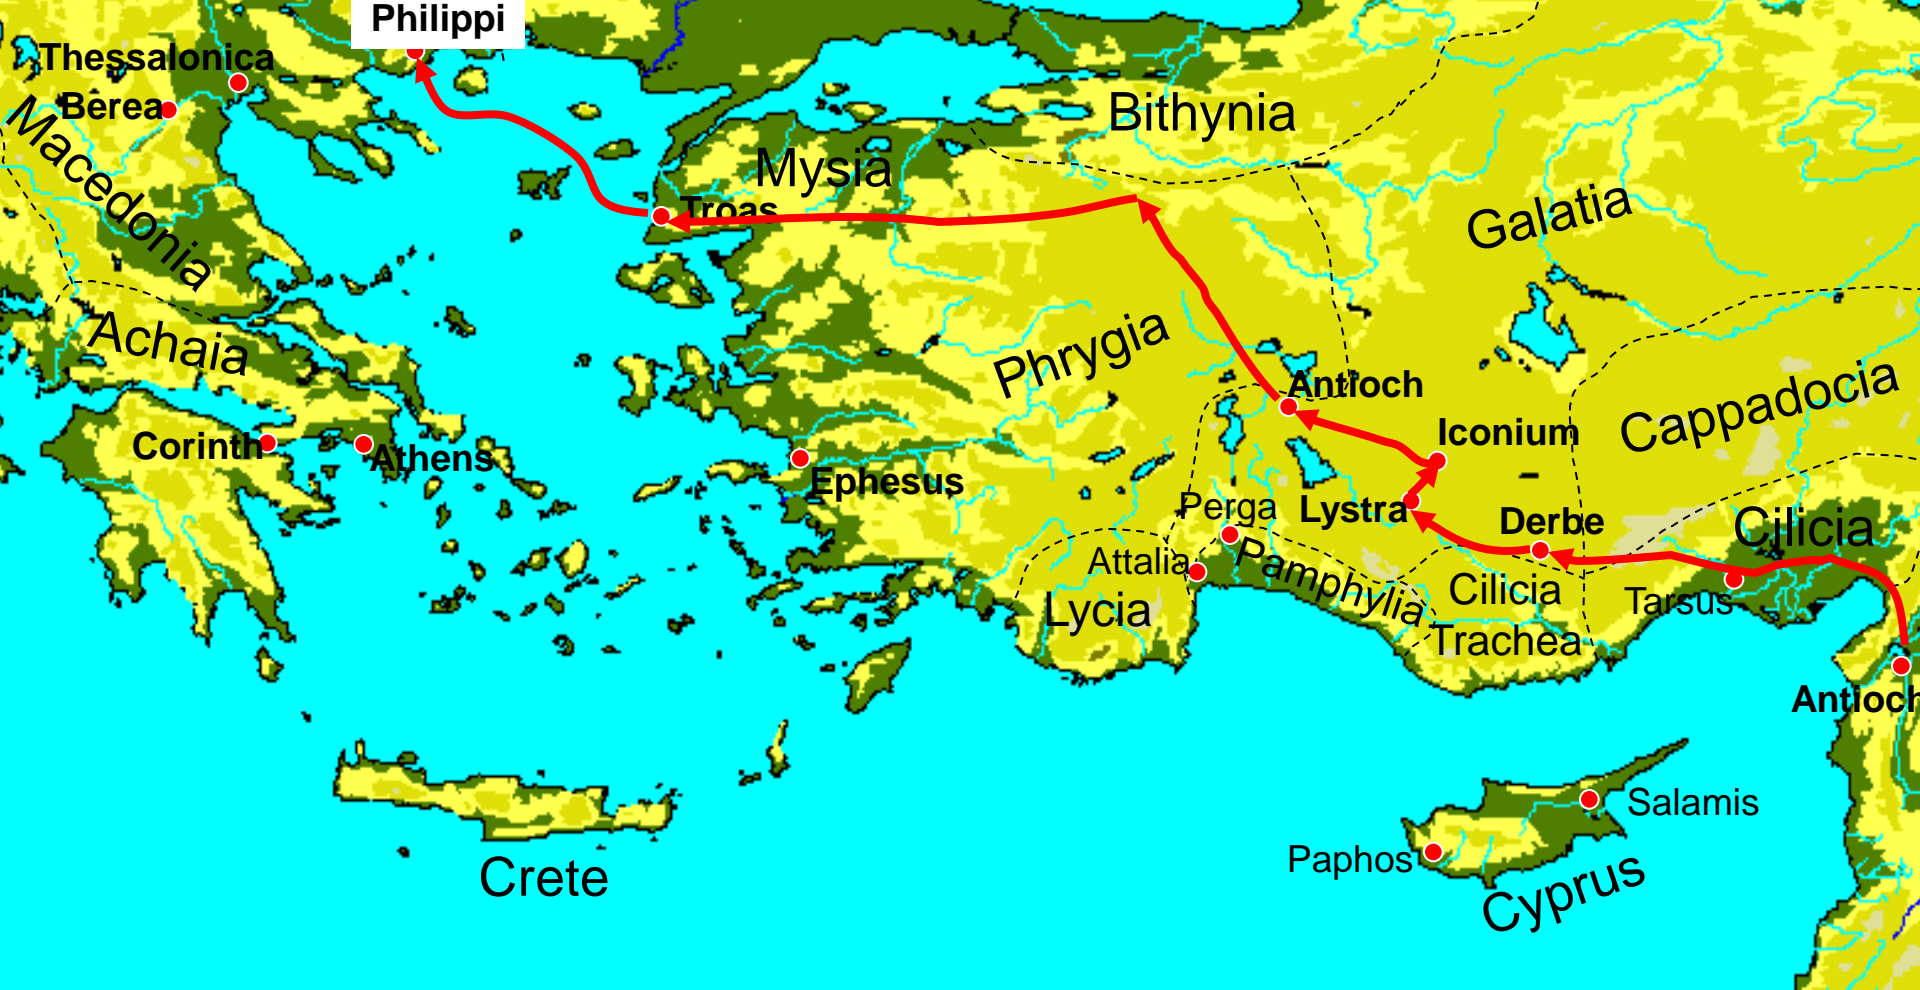 Philippi
Thessalonica
Berea
Macedonia
Bithynia
Mysia
Troas
Galatia
Achaia
Phrygia
Antioch
Cappadocia
Corinth
Athens
Iconium
Ephesus
Perga
Lystra
Derbe
Cilicia
Attalia
Pamphylia
Lycia
Cilicia
Trachea
Tarsus
Antioch
Salamis
Paphos
Crete
Cyprus